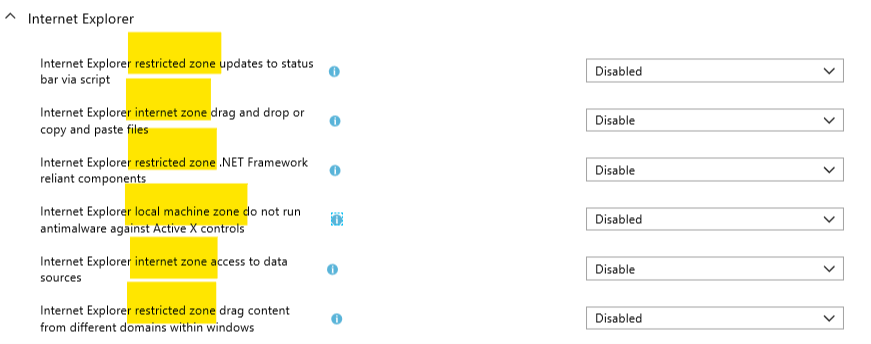 Internet Explorer
Internet Explorer restricted zone updates to status
bar via script
Disabled
Internet Explorer internet zone drag and drop or
copy and paste files
Disable
Internet Explorer restricted zone .NET Framework
reliant components
Disable
Internet Explorer local machine zone do not run
antimalware against Active X controls
Disabled
Internet Explorer internet zone access to data
sources
Disable
Internet Explorer restricted zone drag content
from different domains within windows
Disabled